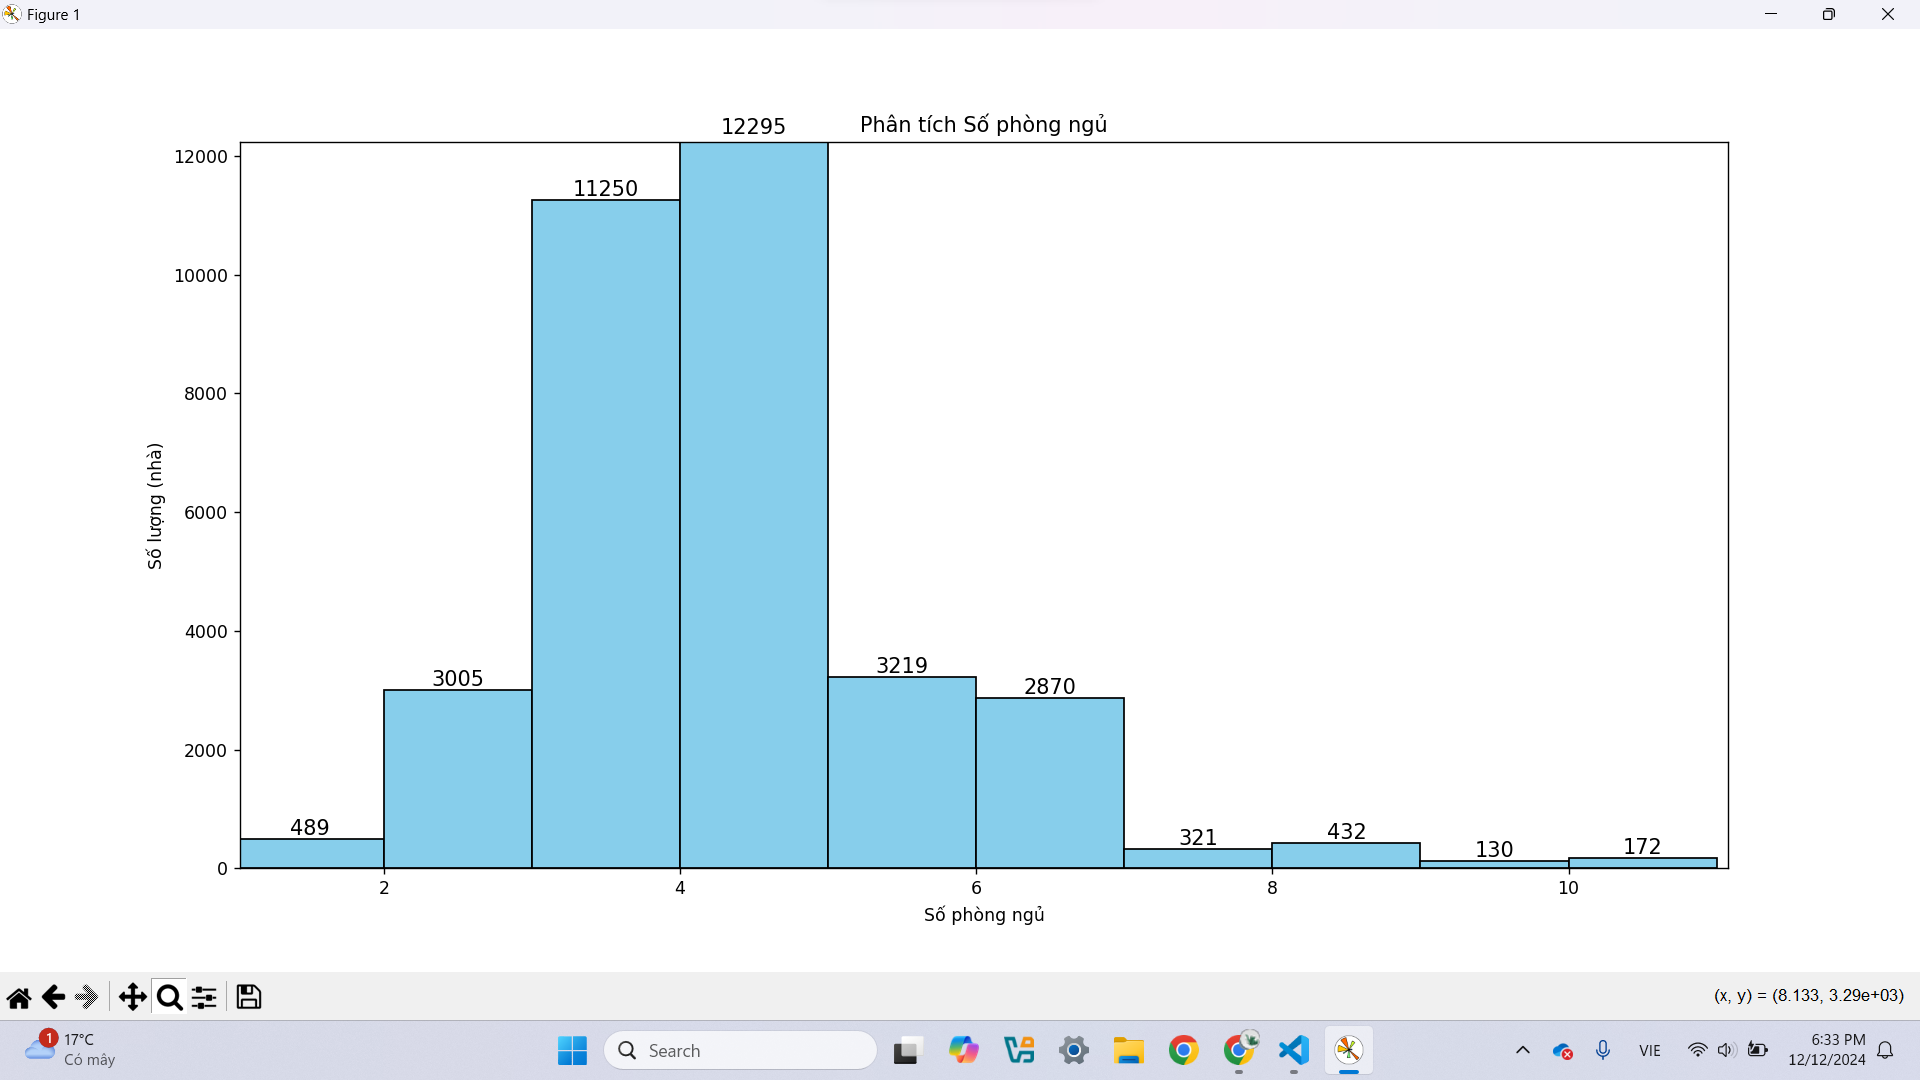 Figure 1
Phân tích Số phòng ngủ
12295
12000
11250
10000
8000
Số lượng (nhà)
6000
4000
3219
3005
2870
2000
489
432
321
172
130
0
2 4 6 8 10
Số phòng ngủ
(x, y) = (8.133, 3.29e+03)
1
17°C
Có mây
Search
VIE
6:33 PM
12/12/2024